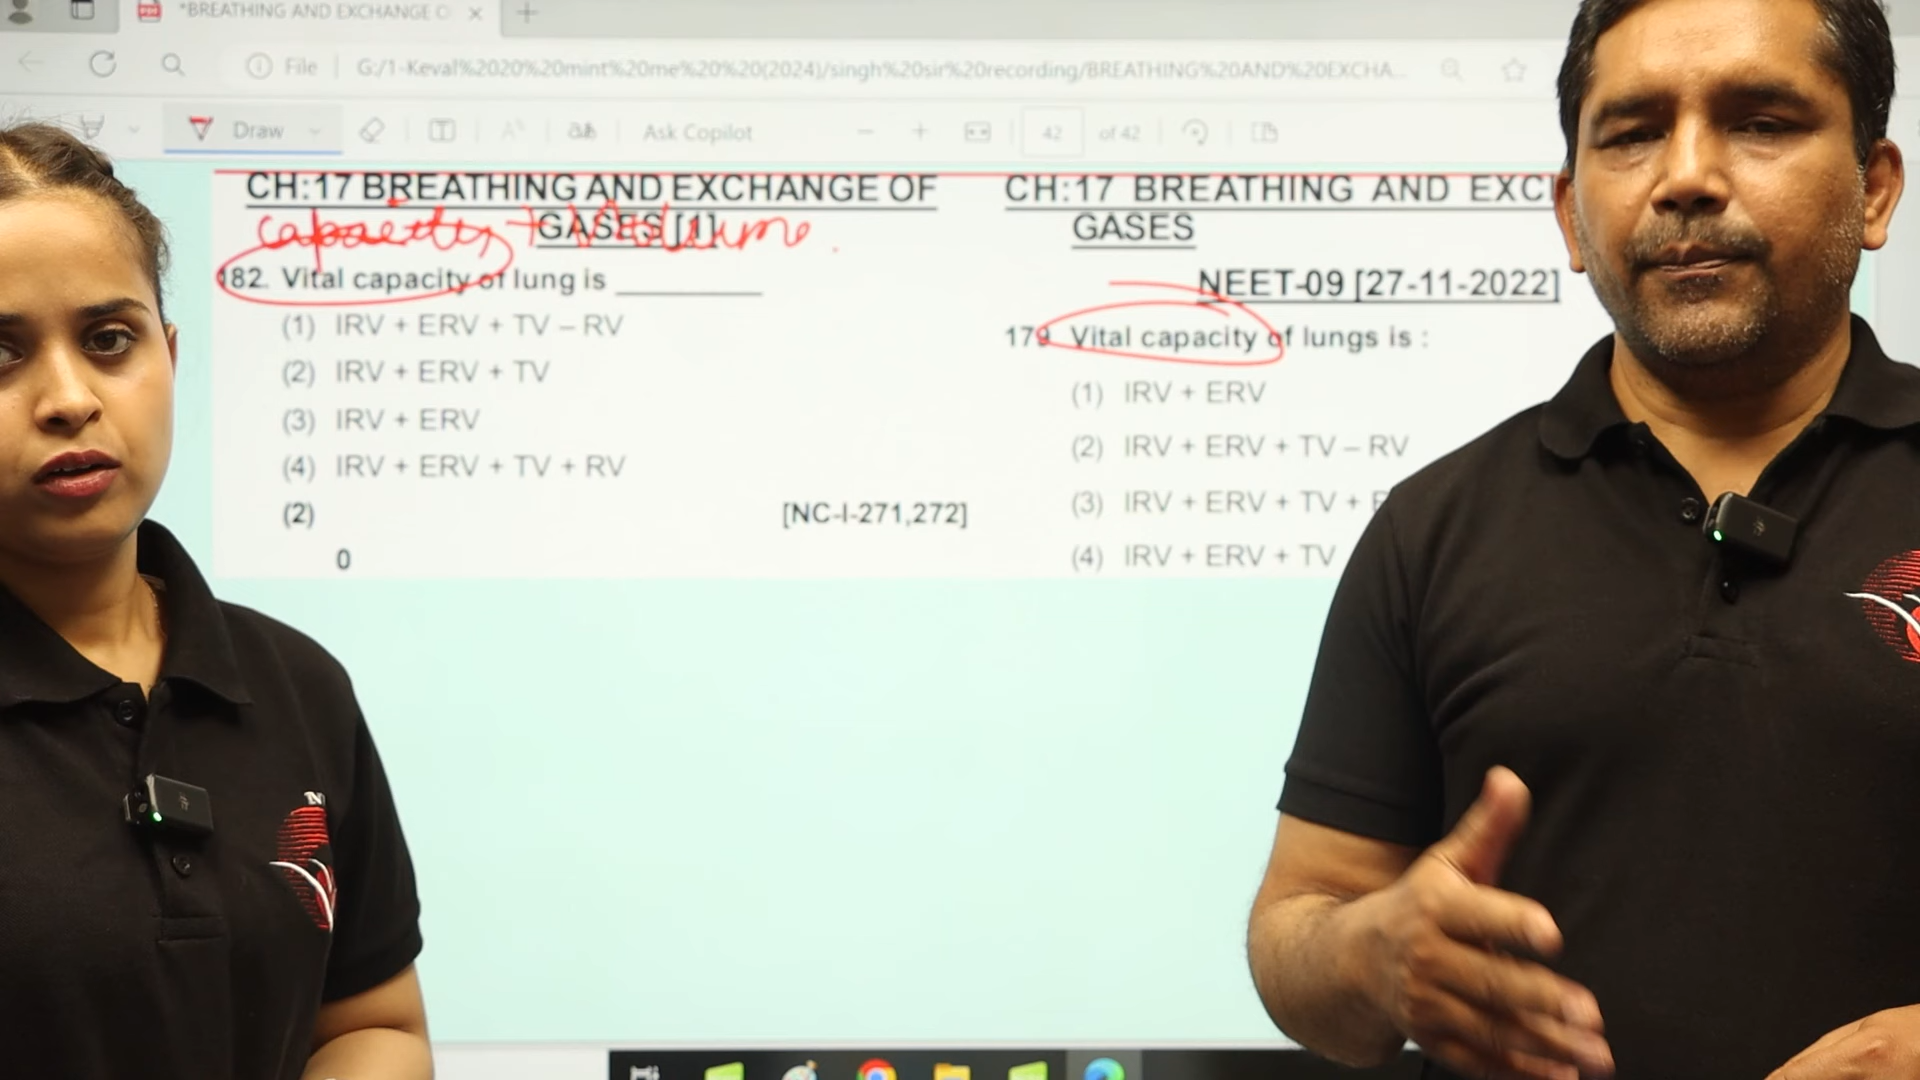 *BREATHING AND EXCHANGE O
File
G:/1-Keval%2020%20mint%20me%20%20(2024)/singh%20sir%20recording/BREATHING%20AND%20EXCHA...
Draw
Ask Copilot
42 of 42
CH:17 BREATHING AND EXCHANGE OF
GASES [1]
capacity + Volume.
182. Vital capacity of lung is __________
(1) IRV + ERV + TV – RV
(2) IRV + ERV + TV
(3) IRV + ERV
(4) IRV + ERV + TV + RV
(2) [NC-I-271,272]
0
CH:17 BREATHING AND EXC
GASES
NEET-09 [27-11-2022]
179. Vital capacity of lungs is :
(1) IRV + ERV
(2) IRV + ERV + TV – RV
(3) IRV + ERV + TV +
(4) IRV + ERV + TV